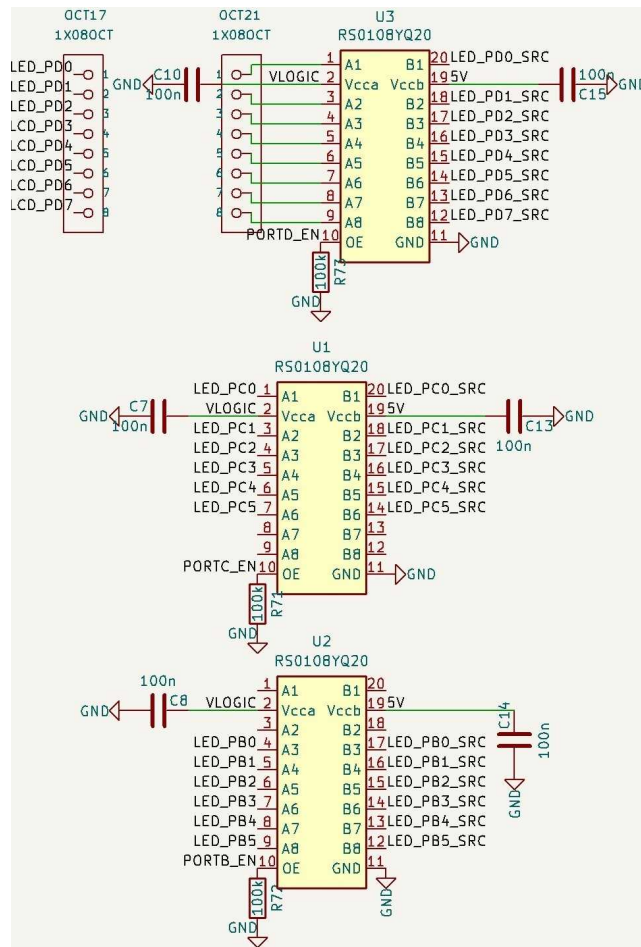 OCT17
1X08OCT
OCT21
1X08OCT
U3
RS0108YQ20
LED_PD0 1
LED_PD1 2
LED_PD2 3
LCD_PD3 4
LCD_PD4 5
LCD_PD5 6
LCD_PD6 7
LCD_PD7 8
GND C10 100n
1
2
3
4
5
6
7
8
VLOGIC
1 A1 B1 20 LED_PD0_SRC
2 Vcca Vccb 19 5V
3 A2 B2 18 LED_PD1_SRC
4 A3 B3 17 LED_PD2_SRC
5 A4 B4 16 LED_PD3_SRC
6 A5 B5 15 LED_PD4_SRC
7 A6 B6 14 LED_PD5_SRC
8 A7 B7 13 LED_PD6_SRC
9 A8 B8 12 LED_PD7_SRC
PORTD_EN 10 OE GND 11 GND
100n C15 GND
100k R73
GND
U1
RS0108YQ20
LED_PC0 1 A1 B1 20 LED_PC0_SRC
GND C7 100n VLOGIC 2 Vcca Vccb 19 5V C13 100n GND
LED_PC1 3 A2 B2 18 LED_PC1_SRC
LED_PC2 4 A3 B3 17 LED_PC2_SRC
LED_PC3 5 A4 B4 16 LED_PC3_SRC
LED_PC4 6 A5 B5 15 LED_PC4_SRC
LED_PC5 7 A6 B6 14 LED_PC5_SRC
8 A7 B7 13
9 A8 B8 12
PORTC_EN 10 OE GND 11 GND
100k R71
GND
U2
RS0108YQ20
1 A1 B1 20
GND 100n C8 VLOGIC 2 Vcca Vccb 19 5V C14 100n GND
3 A2 B2 18
LED_PB0 4 A3 B3 17 LED_PB0_SRC
LED_PB1 5 A4 B4 16 LED_PB1_SRC
LED_PB2 6 A5 B5 15 LED_PB2_SRC
LED_PB3 7 A6 B6 14 LED_PB3_SRC
LED_PB4 8 A7 B7 13 LED_PB4_SRC
LED_PB5 9 A8 B8 12 LED_PB5_SRC
PORTB_EN 10 OE GND 11 GND
100k R72
GND